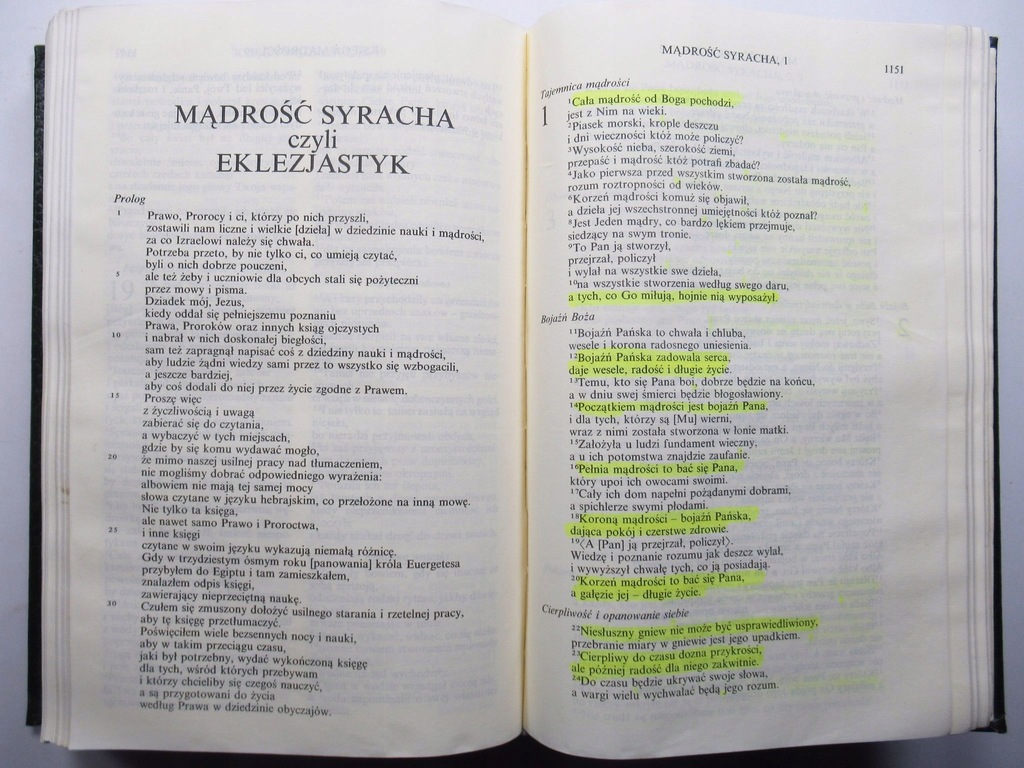 MĄDROŚĆ SYRACHA
czyli
EKLEZJASTYK
Prolog
1 Prawo, Prorocy i ci, którzy po nich przyszli,
zostawili nam liczne i wielkie [dzieła] w dziedzinie nauki i mądrości,
za co Izraelowi należy się chwała.
Potrzeba przeto, by nie tylko ci, co umieją czytać,
byli o nich dobrze pouczeni,
5 ale też żeby i uczniowie dla obcych stali się pożyteczni
przez mowy i pisma.
Dziadek mój, Jezus,
kiedy oddał się pełniejszemu poznaniu
Prawa, Proroków oraz innych ksiąg ojczystych
10 i nabrał w nich doskonałej biegłości,
sam też zapragnął napisać coś z dziedziny nauki i mądrości,
aby ludzie żądni wiedzy sami przez to wszystko się wzbogacili,
a jeszcze bardziej,
aby coś dodali do niej przez życie zgodne z Prawem.
15 Proszę więc
z życzliwością i uwagą
zabierać się do czytania,
a wybaczyć w tych miejscach,
gdzie by się komu wydawać mogło,
20 że mimo naszej usilnej pracy nad tłumaczeniem,
nie mogliśmy dobrać odpowiedniego wyrażenia:
albowiem nie mają tej samej mocy
słowa czytane w języku hebrajskim, co przełożone na inną mowę.
Nie tylko ta księga,
ale nawet samo Prawo i Proroctwa,
25 i inne księgi
czytane w swoim języku wykazują niemałą różnicę.
Gdy w trzydziestym ósmym roku [panowania] króla Euergetesa
przybyłem do Egiptu i tam zamieszkałem,
znalazłem odpis księgi,
zawierający nieprzeciętną naukę.
30 Czułem się zmuszony dołożyć usilnego starania i rzetelnej pracy,
aby tę księgę przetłumaczyć.
Poświęciłem wiele bezsennych nocy i nauki,
aby w takim przeciągu czasu,
jaki był potrzebny, wydać wykończoną księgę
dla tych, wśród których przebywam
i którzy chcieliby się czegoś nauczyć,
a są przygotowani do życia
według Prawa w dziedzinie obyczajów.
MĄDROŚĆ SYRACHA, 1
1151
Tajemnica mądrości
1 ¹Cała mądrość od Boga pochodzi,
jest z Nim na wieki.
²Piasek morski, krople deszczu
i dni wieczności któż może policzyć?
³Wysokość nieba, szerokość ziemi,
przepaść i mądrość któż potrafi zbadać?
⁴Jako pierwsza przed wszystkim stworzona została mądrość,
rozum roztropności od wieków.
⁶Korzeń mądrości komuż się objawił,
a dzieła jej wszechstronnej umiejętności któż poznał?
⁸Jest Jeden mądry, co bardzo lękiem przejmuje,
siedzący na swym tronie.
⁹To Pan ją stworzył,
przejrzał, policzył
i wylał na wszystkie swe dzieła,
¹⁰na wszystkie stworzenia według swego daru,
a tych, co Go miłują, hojnie nią wyposażył.
Bojaźń Boża
¹¹Bojaźń Pańska to chwała i chluba,
wesele i korona radosnego uniesienia.
¹²Bojaźń Pańska zadowala serca,
daje wesele, radość i długie życie.
¹³Temu, kto się Pana boi, dobrze będzie na końcu,
a w dniu swej śmierci będzie błogosławiony.
¹⁴Początkiem mądrości jest bojaźń Pana,
i dla tych, którzy są [Mu] wierni,
wraz z nimi została stworzona w łonie matki.
¹⁵Założyła u ludzi fundament wieczny,
a u ich potomstwa znajdzie zaufanie.
¹⁶Pełnia mądrości to bać się Pana,
który upoi ich owocami swoimi.
¹⁷Cały ich dom napełni pożądanymi dobrami,
a spichlerze swymi płodami.
¹⁸Koroną mądrości – bojaźń Pańska,
dająca pokój i czerstwe zdrowie.
¹⁹⟨A [Pan] ją przejrzał, policzył⟩.
Wiedzę i poznanie rozumu jak deszcz wylał,
i wywyższył chwałę tych, co ją posiadają.
²⁰Korzeń mądrości to bać się Pana,
a gałęzie jej – długie życie.
Cierpliwość i opanowanie siebie
²²Niesłuszny gniew nie może być usprawiedliwiony,
przebranie miary w gniewie jest jego upadkiem.
²³Cierpliwy do czasu dozna przykrości,
ale później radość dla niego zakwitnie.
²⁴Do czasu będzie ukrywać swoje słowa,
a wargi wielu wychwalać będą jego rozum.